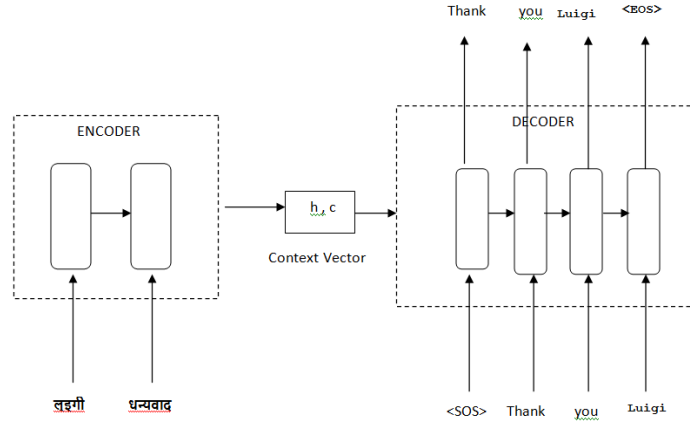 Thank you Luigi <EOS>
ENCODER
DECODER
h , c
Context Vector
लुइगी धन्यवाद
<SOS> Thank you Luigi